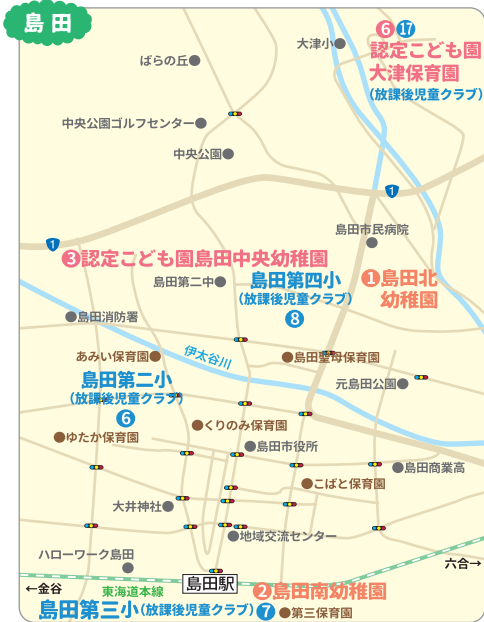 島田
大津小
6 17
認定こども園
大津保育園
(放課後児童クラブ)
ばらの丘
中央公園ゴルフセンター
中央公園
1
島田市民病院
1
3認定こども園島田中央幼稚園
島田第二中
島田第四小
(放課後児童クラブ)
8
1島田北
幼稚園
島田消防署
あみい保育園
伊太谷川
島田聖母保育園
島田第二小
(放課後児童クラブ)
6
元島田公園
くりのみ保育園
ゆたか保育園
島田市役所
島田商業高
こばと保育園
大井神社
地域交流センター
ハローワーク島田
六合→
←金谷
東海道本線
島田駅
2島田南幼稚園
島田第三小(放課後児童クラブ)7
第三保育園